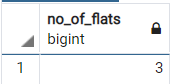 no_of_flats
bigint
1 3